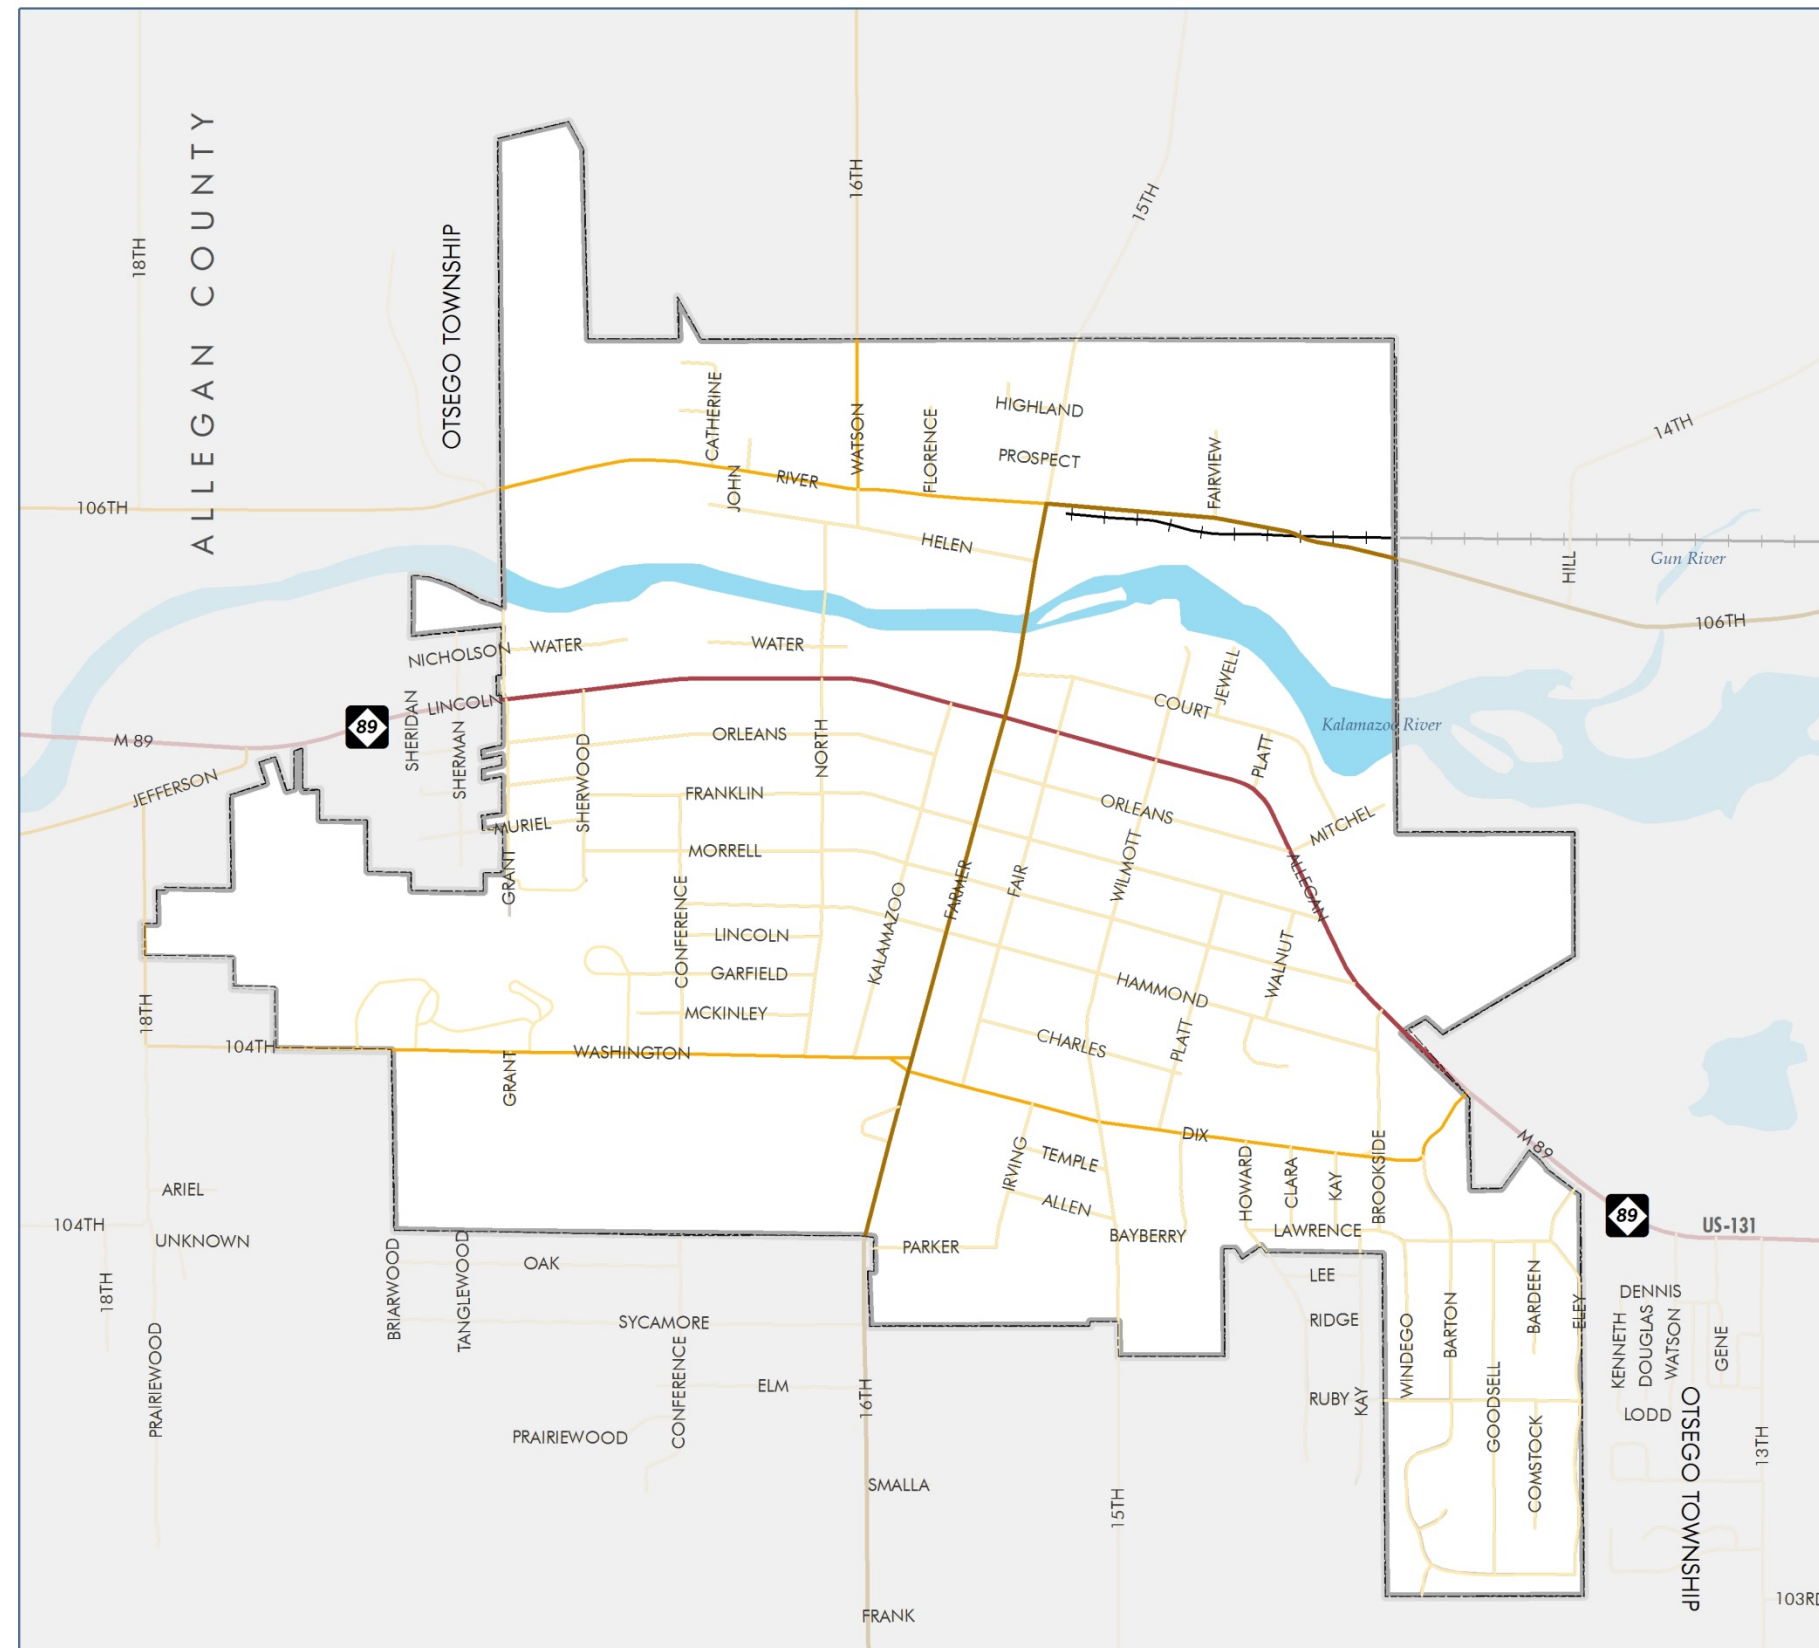 ALLEGAN COUNTY
18TH
OTSEGO TOWNSHIP
16TH
15TH
CATHERINE
WATSON
FLORENCE
HIGHLAND
PROSPECT
FAIRVIEW
14TH
106TH
JOHN
RIVER
HELEN
HILL
Gun River
106TH
NICHOLSON
WATER
WATER
JEWELL
COURT
SHERIDAN
LINCOLN
89
M 89
SHERMAN
JEFFERSON
ORLEANS
NORTH
PLATT
Kalamazoo River
SHERWOOD
FRANKLIN
ORLEANS
MITCHEL
MURIEL
MORRELL
GRANT
CONFERENCE
KALAMAZOO
FARMER
FAIR
WILMOTT
ALLEGAN
LINCOLN
GARFIELD
MCKINLEY
HAMMOND
WALNUT
18TH
104TH
GRANT
WASHINGTON
CHARLES
PLATT
DIX
M 89
IRVING
TEMPLE
ALLEN
HOWARD
CLARA
KAY
BROOKSIDE
ARIEL
104TH
UNKNOWN
BAYBERRY
LAWRENCE
89
US-131
PARKER
18TH
PRAIRIEWOOD
BRIARWOOD
TANGLEWOOD
OAK
SYCAMORE
CONFERENCE
ELM
16TH
LEE
RIDGE
RUBY
KAY
WINDEGO
BARTON
GOODSELL
BARDEEN
COMSTOCK
ELEY
DENNIS
KENNETH
DOUGLAS
WATSON
GENE
LODD
OTSEGO TOWNSHIP
13TH
PRAIRIEWOOD
SMALLA
15TH
FRANK
103RD